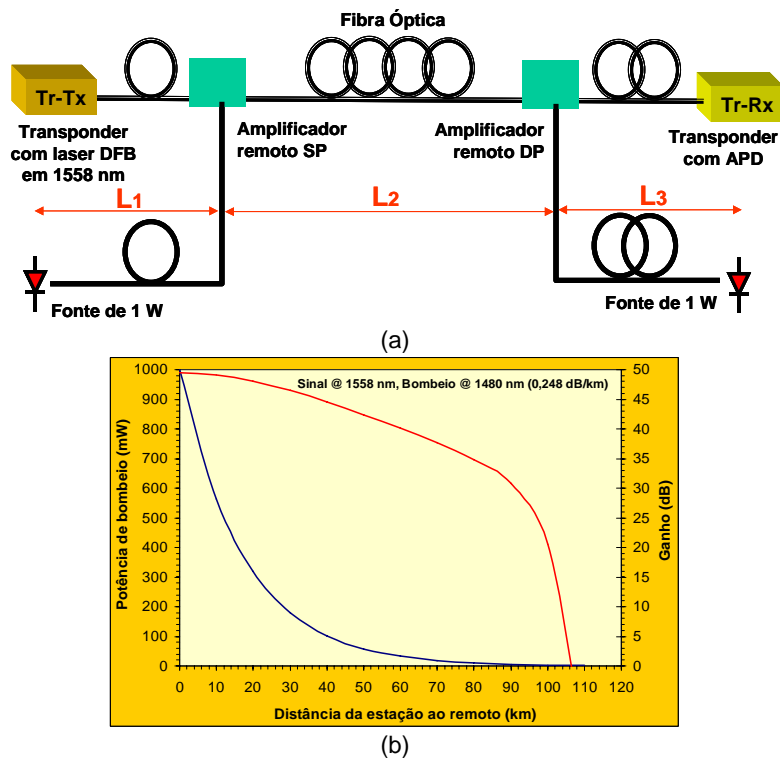 Fibra Óptica
Tr-Tx
Tr-Rx
Transponder
com laser DFB
em 1558 nm
Amplificador
remoto SP
Amplificador
remoto DP
Transponder
com APD
L1
L2
L3
Fonte de 1 W
Fonte de 1 W
(a)
Sinal @ 1558 nm, Bombeio @ 1480 nm (0,248 dB/km)
Potência de bombeio (mW)
1000
900
800
700
600
500
400
300
200
100
0
50
45
40
35
30
25
20
15
10
5
0
Ganho (dB)
0 10 20 30 40 50 60 70 80 90 100 110 120
Distância da estação ao remoto (km)
(b)